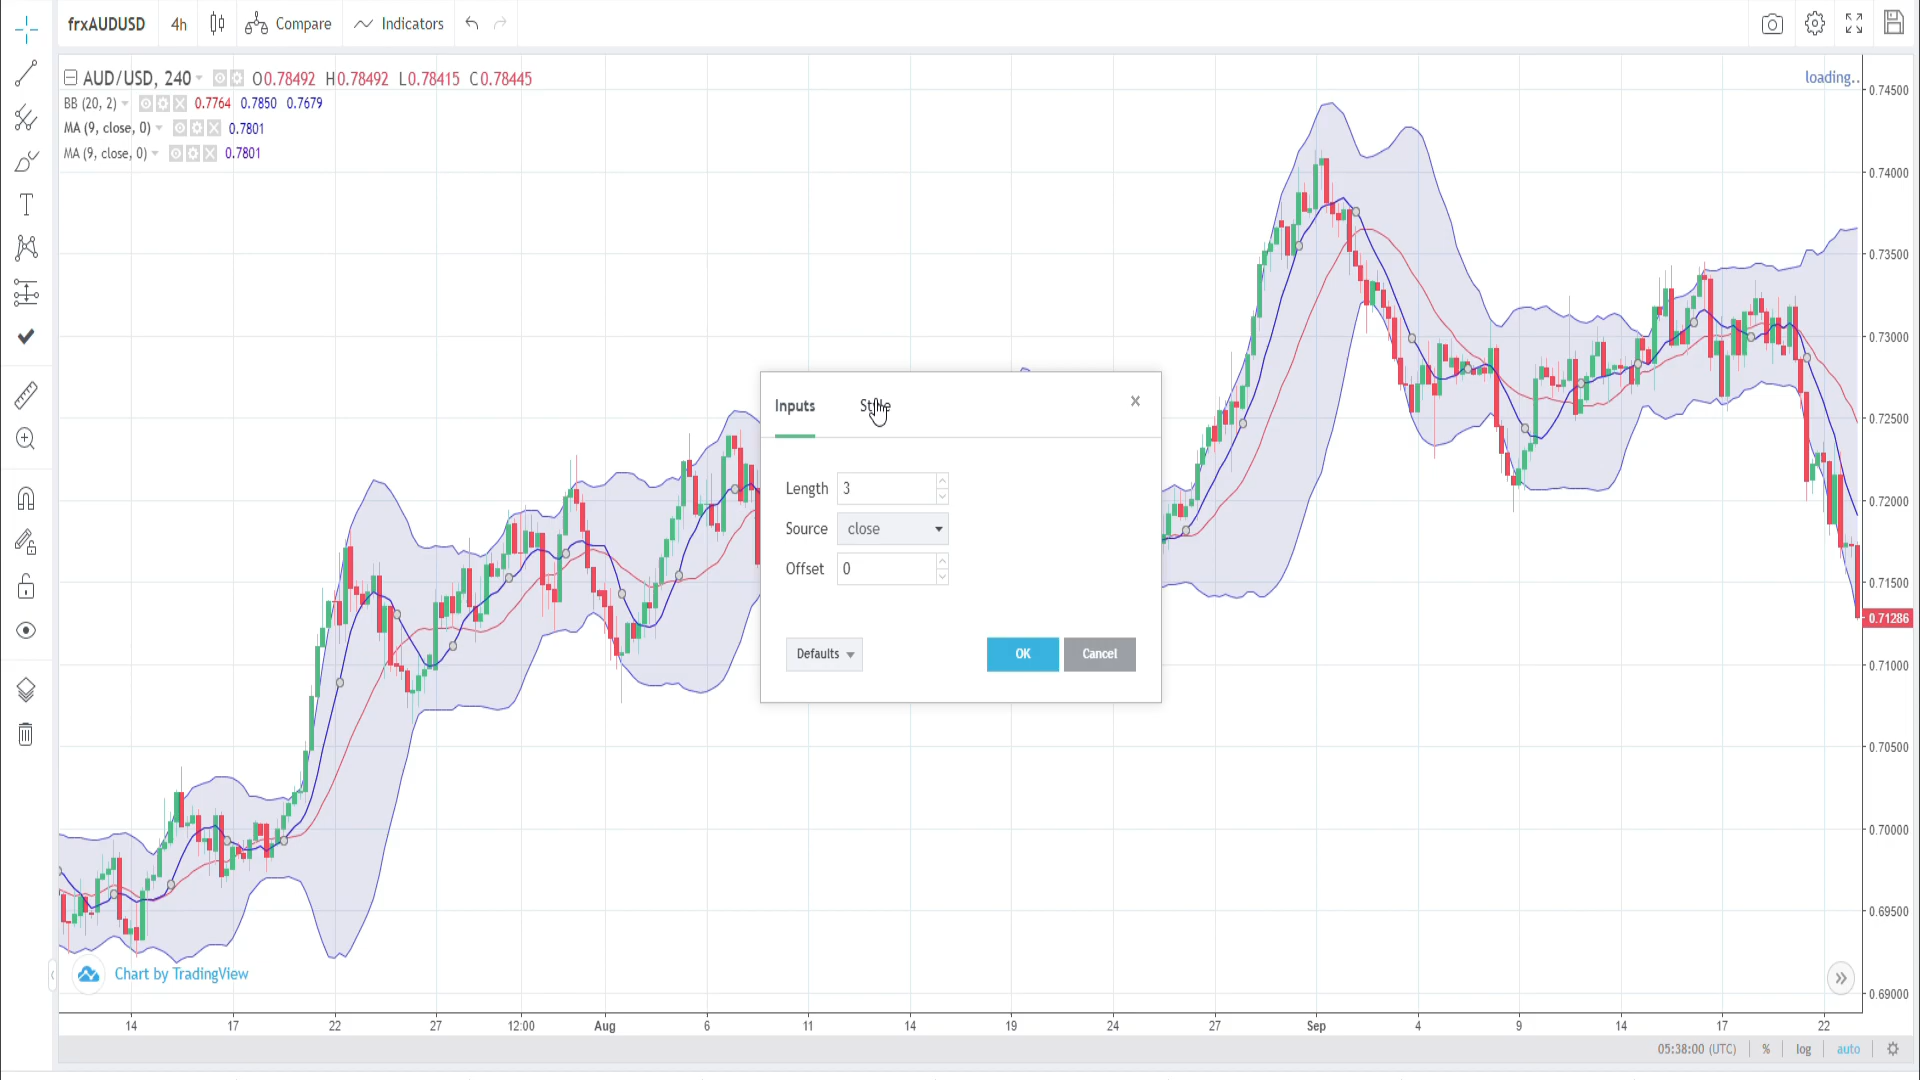 frxAUDUSD 4h Compare Indicators
AUD/USD, 240 O0.78492 H0.78492 L0.78415 C0.78445
loading..
BB (20, 2) 0.7764 0.7850 0.7679
MA (9, close, 0) 0.7801
MA (9, close, 0) 0.7801
0.74500
0.74000
0.73500
0.73000
0.72500
0.72000
0.71500
0.71286
0.71000
0.70500
0.70000
0.69500
0.69000
Inputs
Length 3
Source close
Offset 0
Defaults OK Cancel
Chart by TradingView
14 17 22 27 12:00 Aug 6 11 14 19 24 27 Sep 4 9 14 17 22
05:38:00 (UTC) % log auto